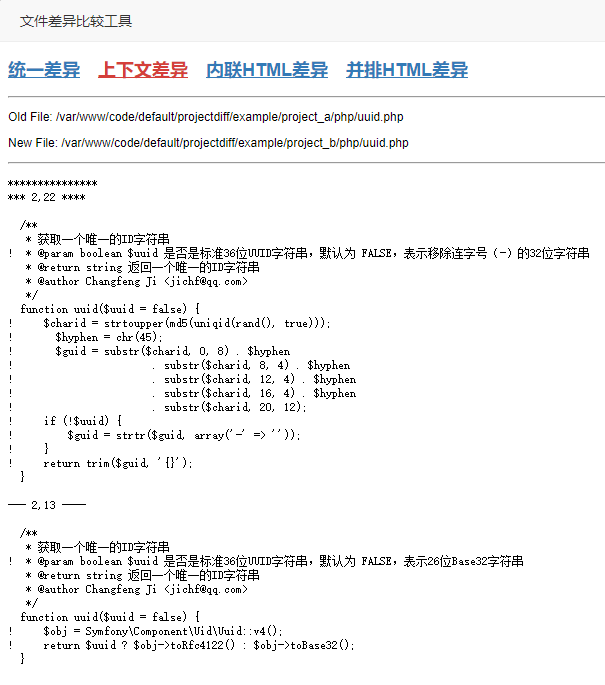 文件差异比较工具
统一差异 上下文差异 内联HTML差异 并排HTML差异
Old File: /var/www/code/default/projectdiff/example/project_a/php/uuid.php
New File: /var/www/code/default/projectdiff/example/project_b/php/uuid.php
***************
*** 2,22 ****
  /**
   * 获取一个唯一的ID字符串
!  * @param boolean $uuid 是否是标准36位UUID字符串，默认为 FALSE，表示移除连字号（-）的32位字符串
   * @return string 返回一个唯一的ID字符串
   * @author Changfeng Ji <jichf@qq.com>
   */
  function uuid($uuid = false) {
!     $charid = strtoupper(md5(uniqid(rand(), true)));
!       $hyphen = chr(45);
!       $guid = substr($charid, 0, 8) . $hyphen
!                       . substr($charid, 8, 4) . $hyphen
!                       . substr($charid, 12, 4) . $hyphen
!                       . substr($charid, 16, 4) . $hyphen
!                       . substr($charid, 20, 12);
!     if (!$uuid) {
!         $guid = strtr($guid, array('-' => ''));
!     }
!     return trim($guid, '{}');
  }
--- 2,13 ----
  /**
   * 获取一个唯一的ID字符串
!  * @param boolean $uuid 是否是标准36位UUID字符串，默认为 FALSE，表示26位Base32字符串
   * @return string 返回一个唯一的ID字符串
   * @author Changfeng Ji <jichf@qq.com>
   */
  function uuid($uuid = false) {
!     $obj = Symfony\Component\Uid\Uuid::v4();
!     return $uuid ? $obj->toRfc4122() : $obj->toBase32();
  }